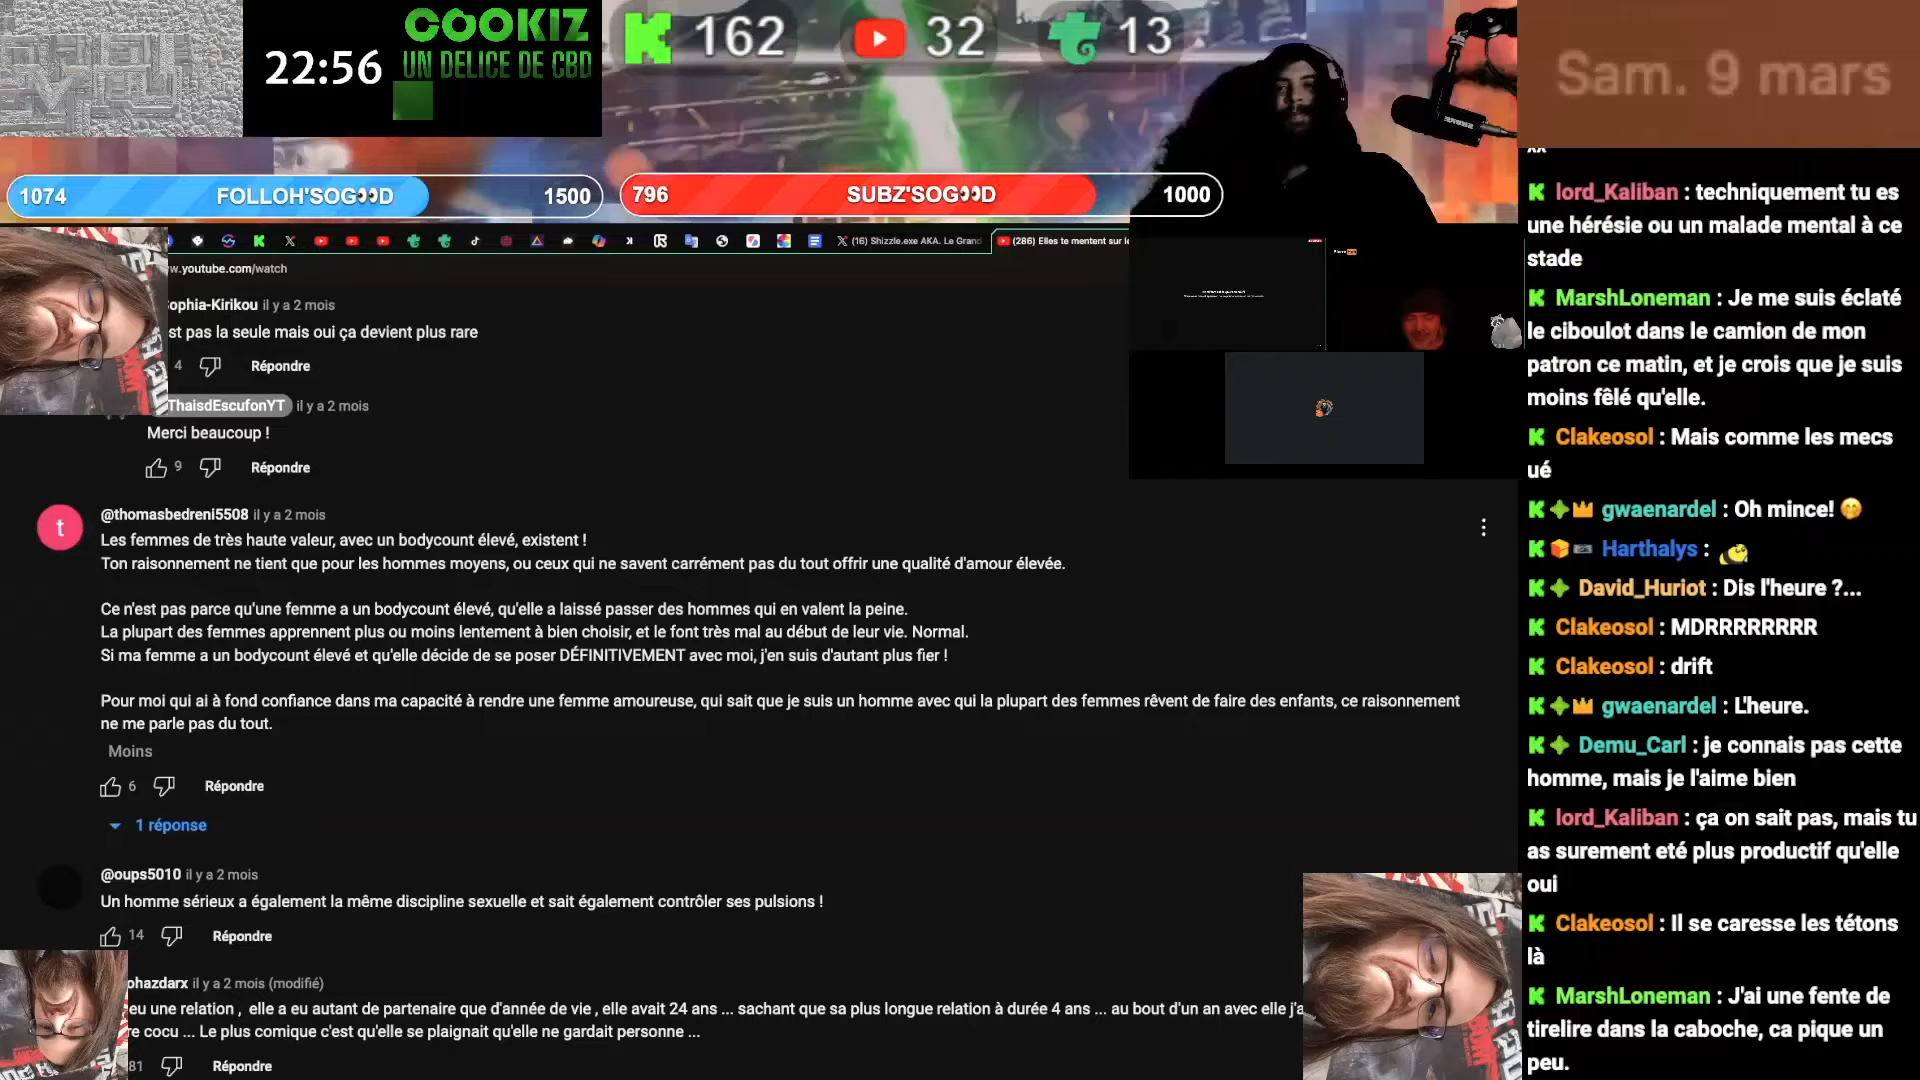 22:56
COOKIZ
UN DELICE DE CBD
162
32
13
Sam. 9 mars
1074 FOLLOH'SOG👀D 1500
796 SUBZ'SOG👀D 1000
(16) Shizzle.exe AKA. Le Grand
(286) Elles te mentent sur
w.youtube.com/watch
ophia-Kirikou il y a 2 mois
st pas la seule mais oui ça devient plus rare
4 Répondre
ThaisdEscufonYT il y a 2 mois
Merci beaucoup !
9 Répondre
t
@thomasbedreni5508 il y a 2 mois
Les femmes de très haute valeur, avec un bodycount élevé, existent !
Ton raisonnement ne tient que pour les hommes moyens, ou ceux qui ne savent carrément pas du tout offrir une qualité d'amour élevée.
Ce n'est pas parce qu'une femme a un bodycount élevé, qu'elle a laissé passer des hommes qui en valent la peine.
La plupart des femmes apprennent plus ou moins lentement à bien choisir, et le font très mal au début de leur vie. Normal.
Si ma femme a un bodycount élevé et qu'elle décide de se poser DÉFINITIVEMENT avec moi, j'en suis d'autant plus fier !
Pour moi qui ai à fond confiance dans ma capacité à rendre une femme amoureuse, qui sait que je suis un homme avec qui la plupart des femmes rêvent de faire des enfants, ce raisonnement
ne me parle pas du tout.
Moins
6 Répondre
1 réponse
@oups5010 il y a 2 mois
Un homme sérieux a également la même discipline sexuelle et sait également contrôler ses pulsions !
14 Répondre
ohazdarx il y a 2 mois (modifié)
eu une relation , elle a eu autant de partenaire que d'année de vie , elle avait 24 ans ... sachant que sa plus longue relation à durée 4 ans ... au bout d'un an avec elle j'a
re cocu ... Le plus comique c'est qu'elle se plaignait qu'elle ne gardait personne ...
81 Répondre
lord_Kaliban : techniquement tu es
une hérésie ou un malade mental à ce
stade
MarshLoneman : Je me suis éclaté
le ciboulot dans le camion de mon
patron ce matin, et je crois que je suis
moins fêlé qu'elle.
Clakeosol : Mais comme les mecs
ué
gwaenardel : Oh mince! 🤭
Harthalys :
David_Huriot : Dis l'heure ?...
Clakeosol : MDRRRRRRRR
Clakeosol : drift
gwaenardel : L'heure.
Demu_Carl : je connais pas cette
homme, mais je l'aime bien
lord_Kaliban : ça on sait pas, mais tu
as surement eté plus productif qu'elle
oui
Clakeosol : Il se caresse les tétons
là
MarshLoneman : J'ai une fente de
tirelire dans la caboche, ca pique un
peu.